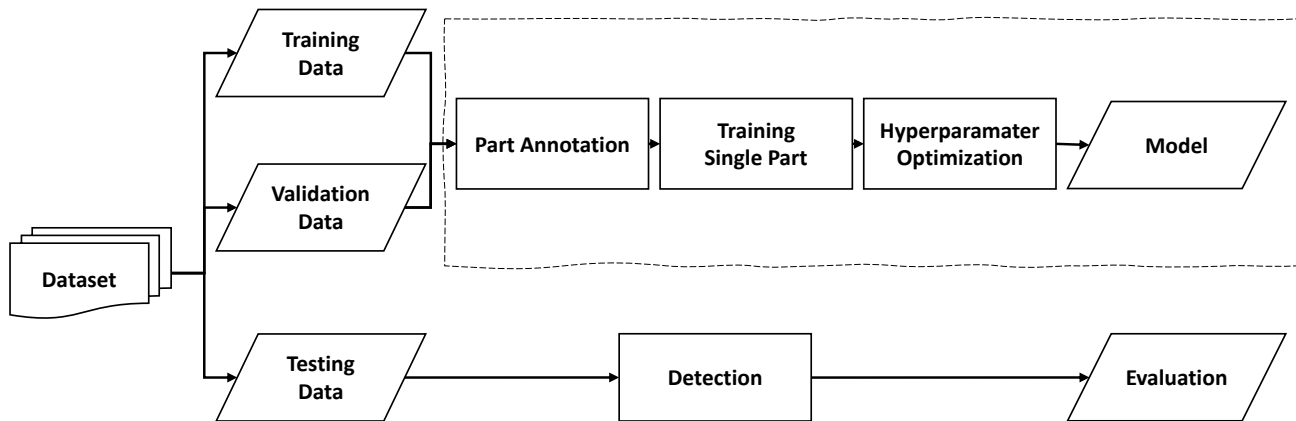 Training
Data
Part Annotation
Training
Single Part
Hyperparamater
Optimization
Model
Validation
Data
Dataset
Testing
Data
Detection
Evaluation